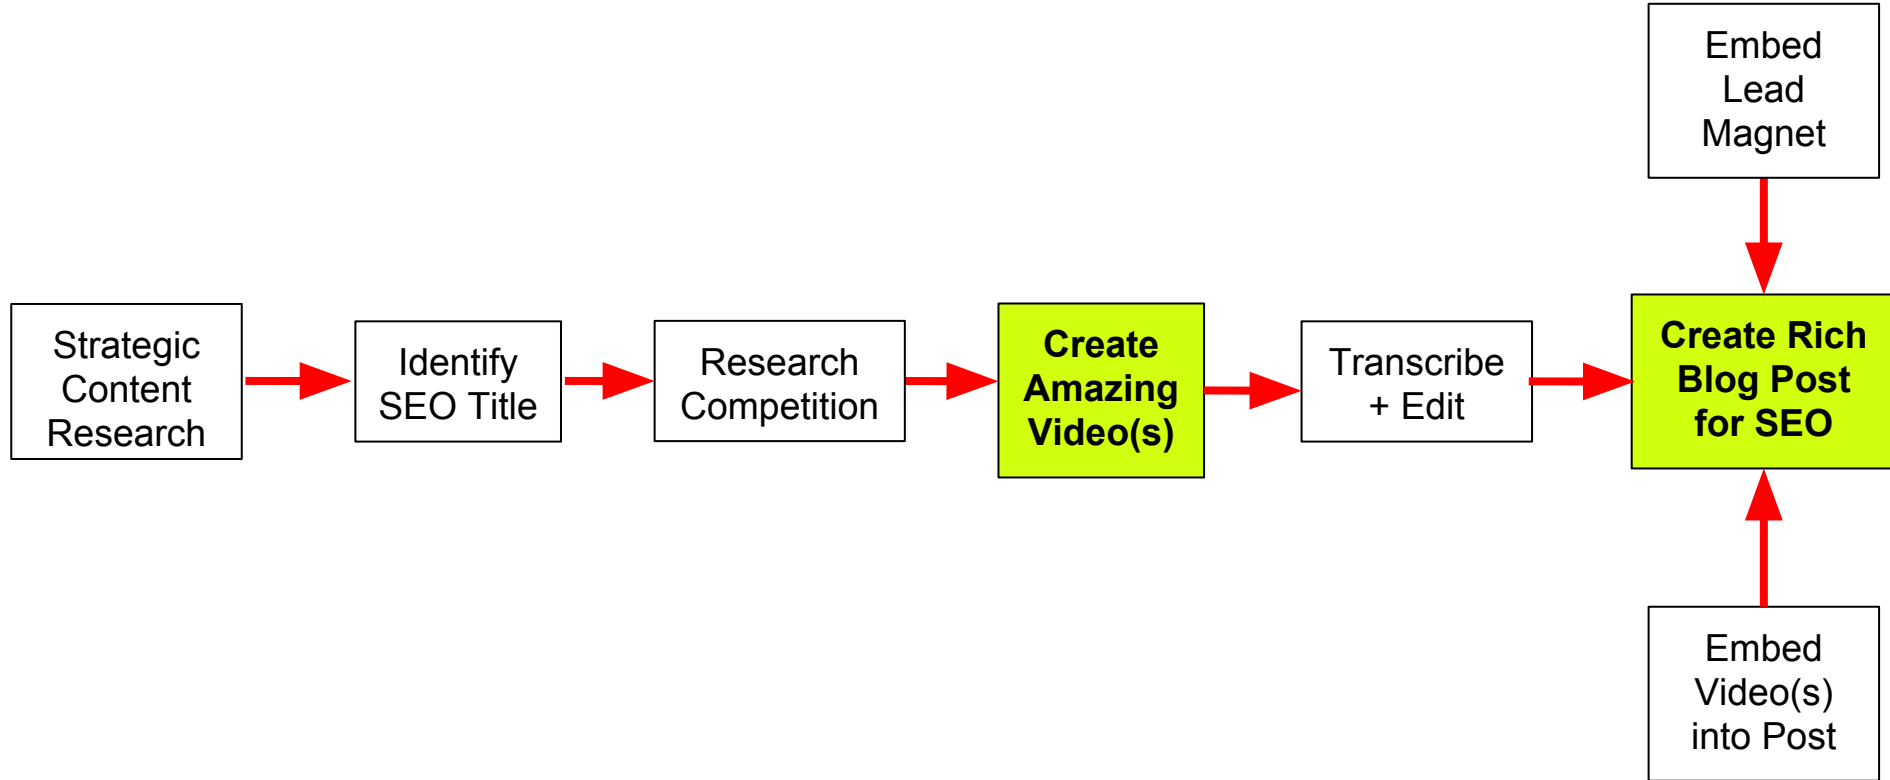 Embed
Lead
Magnet
Strategic
Content
Research
Identify
SEO Title
Research
Competition
Create
Amazing
Video(s)
Transcribe
+ Edit
Create Rich
Blog Post
for SEO
Embed
Video(s)
into Post